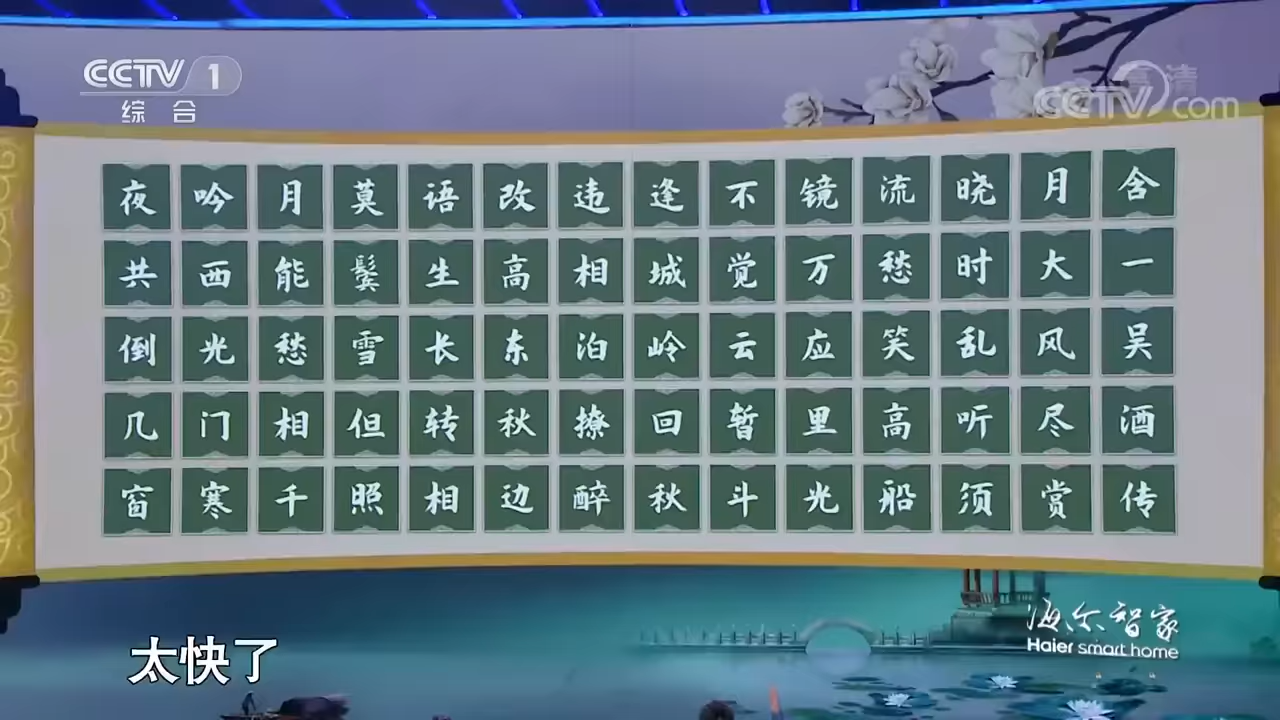 CCTV 1
综合
高清
CCTV.com
夜吟月莫语改违逢不镜流晓月含
共西能鬓生高相城觉万愁时大一
倒光愁雪长东泊岭云应笑乱风吴
几门相但转秋撩回暂里高听尽酒
窗寒千照相边醉秋斗光船须赏传
海尔智家
Haier smart home
太快了